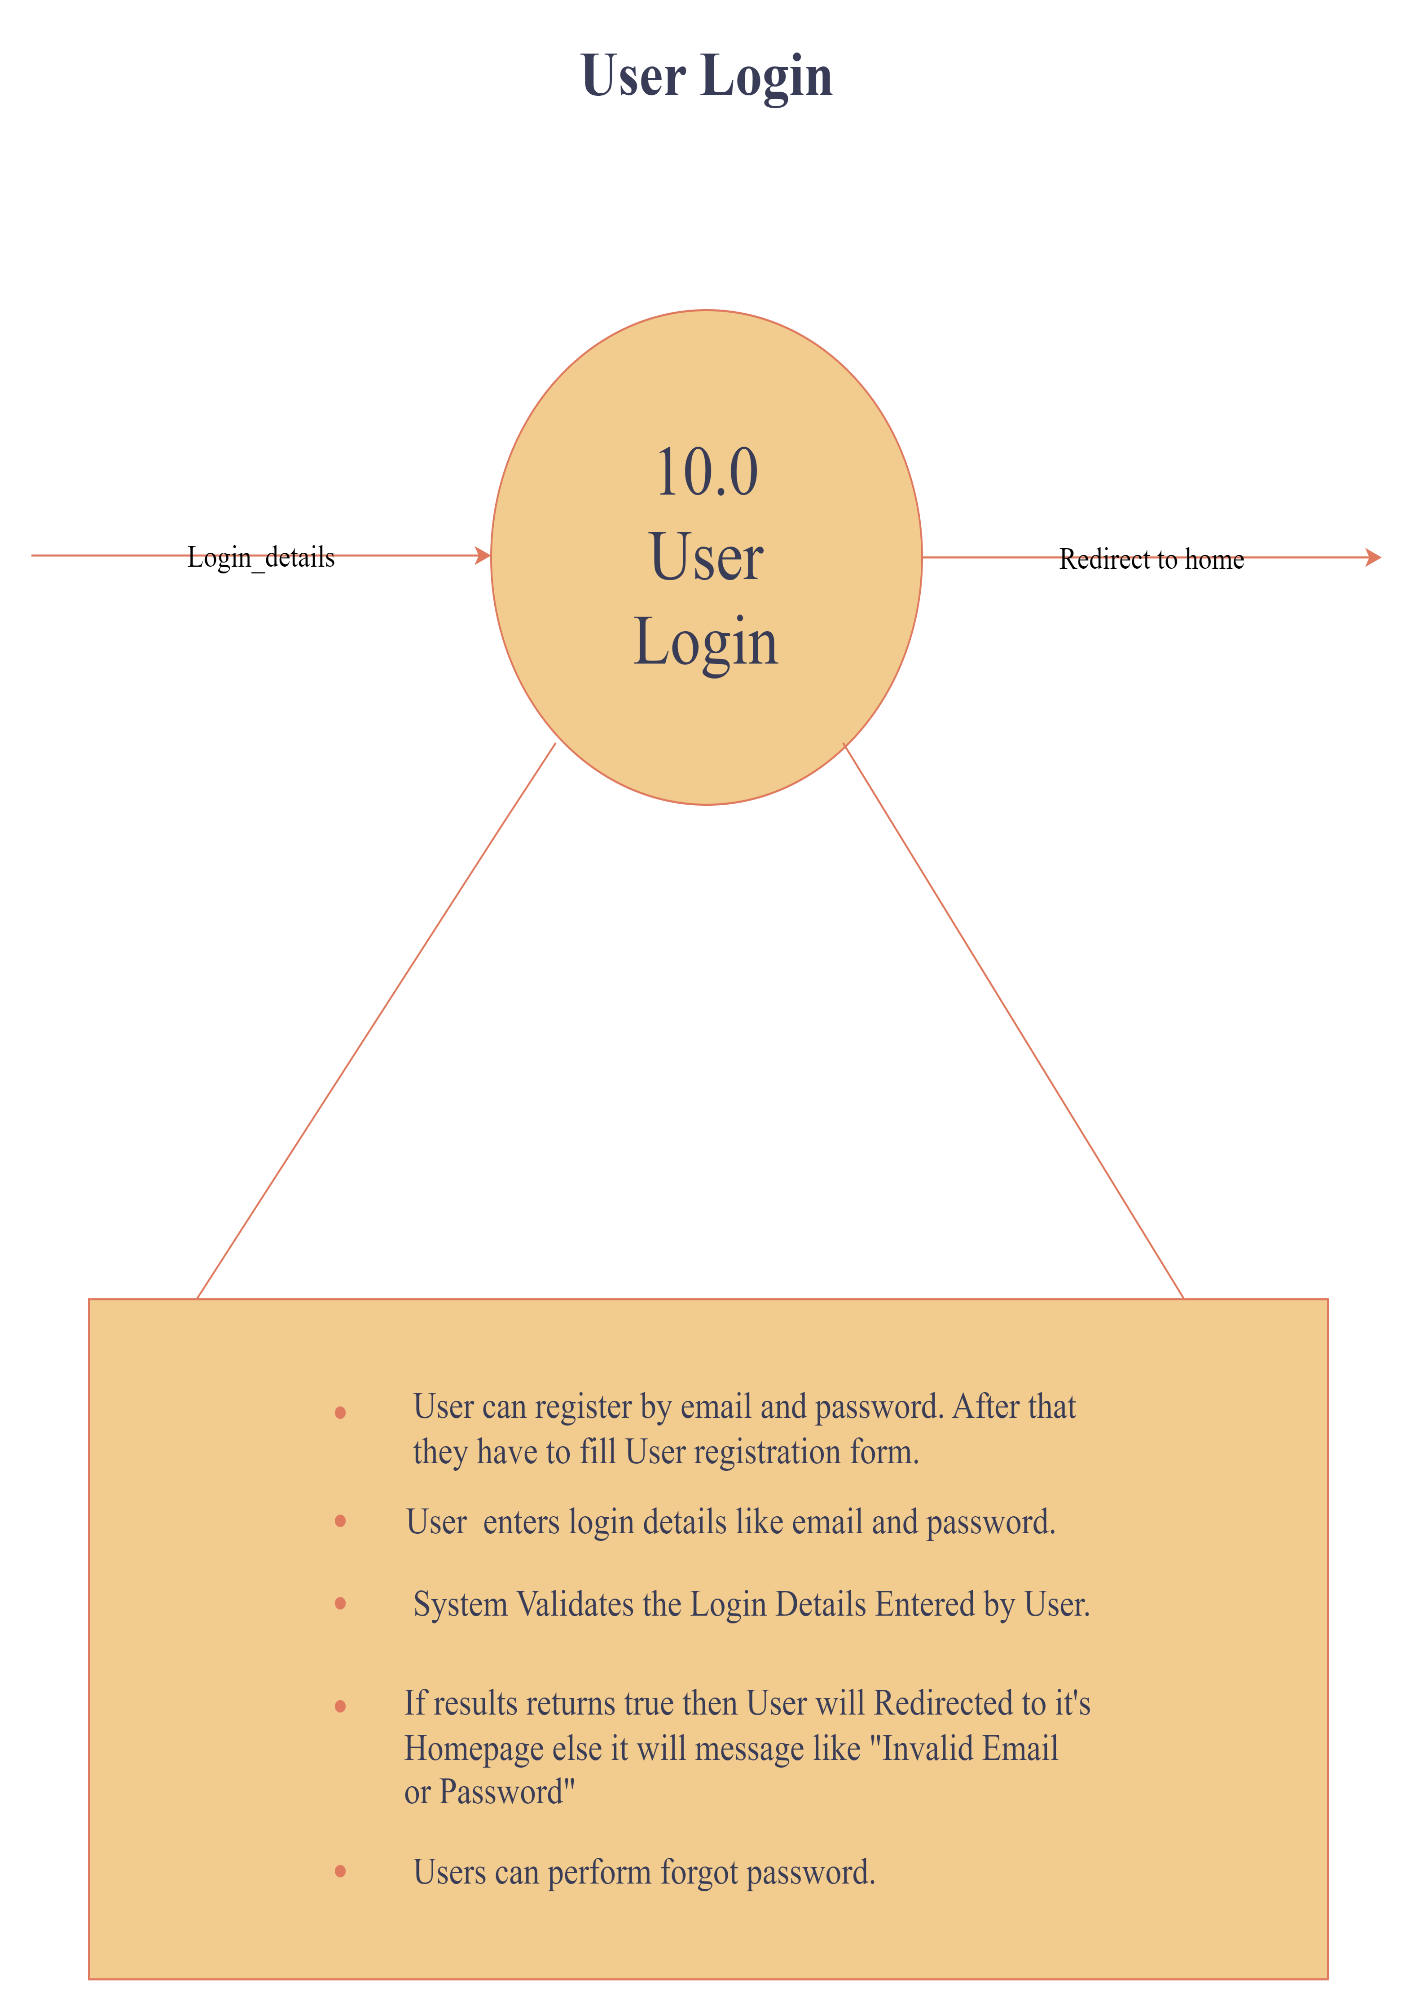 User Login
10.0
User
Login
Login_details
Redirect to home
User can register by email and password. After that
they have to fill User registration form.
User  enters login details like email and password.
System Validates the Login Details Entered by User.
If results returns true then User will Redirected to it's
Homepage else it will message like "Invalid Email
or Password"
Users can perform forgot password.